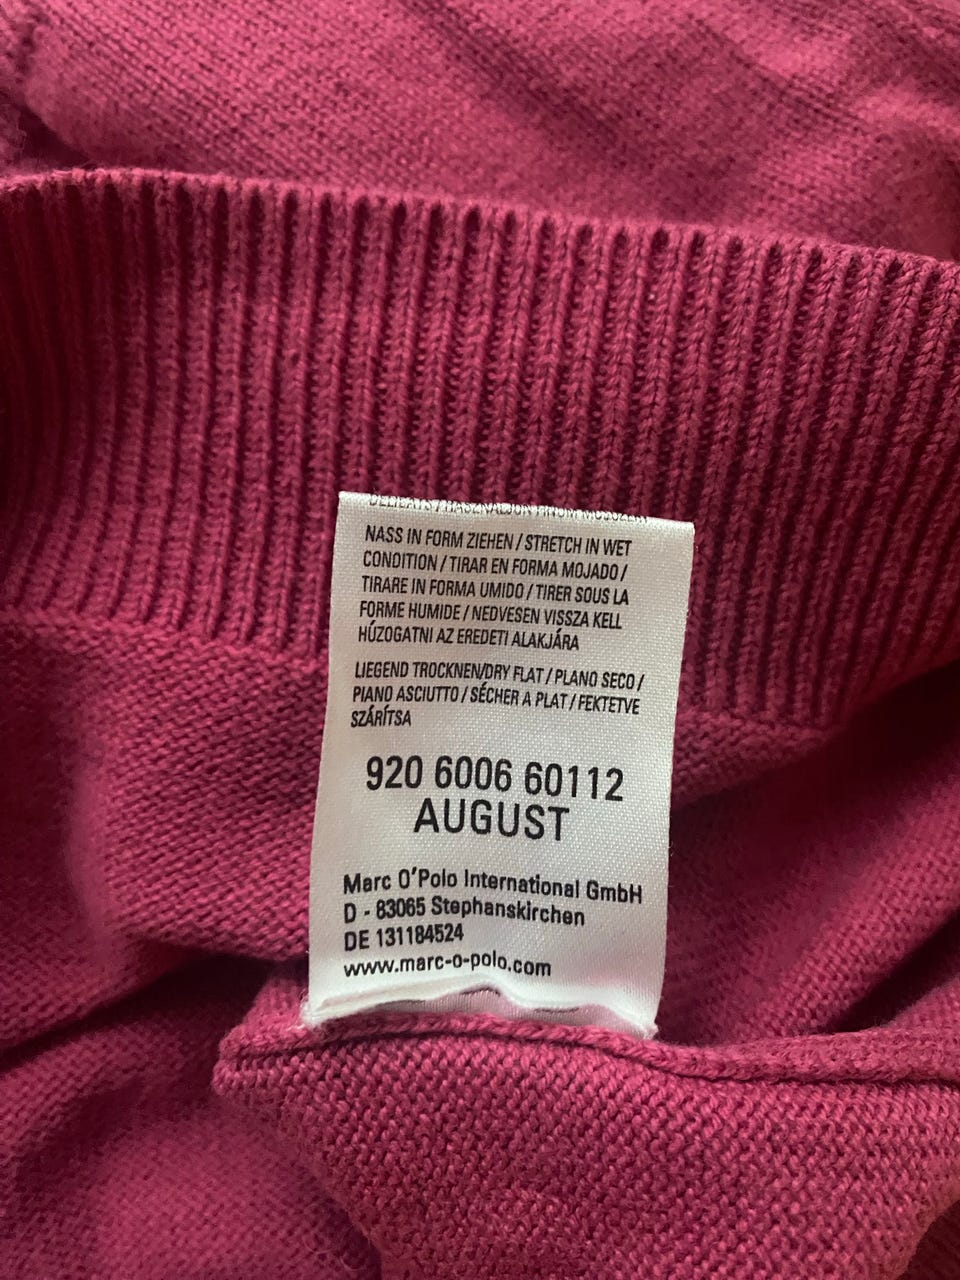 NASS IN FORM ZIEHEN / STRETCH IN WET
CONDITION / TIRAR EN FORMA MOJADO /
TIRARE IN FORMA UMIDO / TIRER SOUS LA
FORME HUMIDE / NEDVESEN VISSZA KELL
HÚZOGATNI AZ EREDETI ALAKJÁRA
LIEGEND TROCKNEN/DRY FLAT / PLANO SECO /
PIANO ASCIUTTO / SÉCHER A PLAT / FEKTETVE
SZÁRÍTSA
920 6006 60112
AUGUST
Marc O'Polo International GmbH
D - 83065 Stephanskirchen
DE 131184524
www.marc-o-polo.com